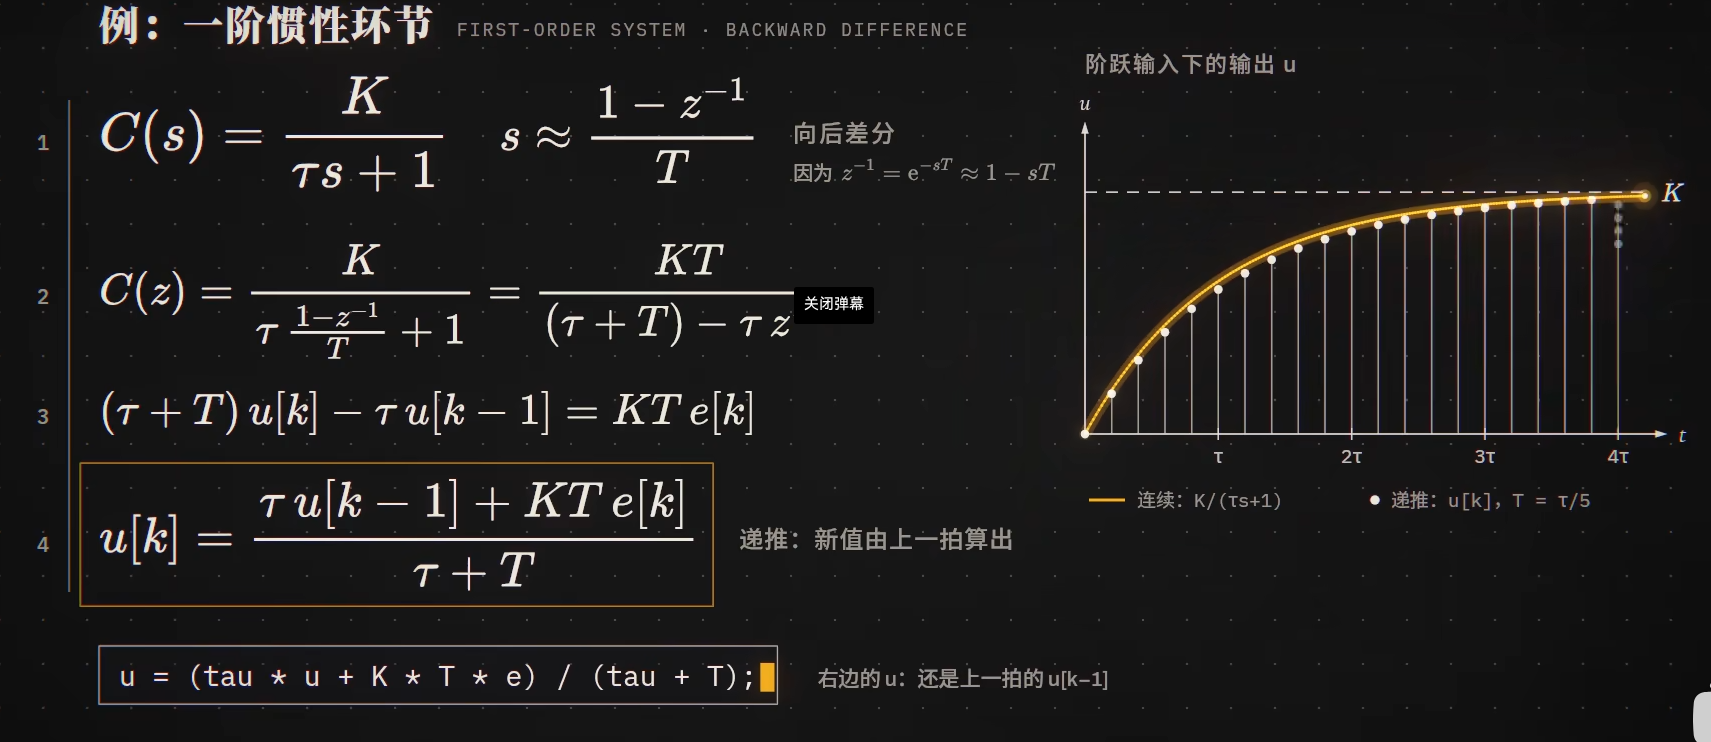 例：一阶惯性环节 FIRST-ORDER SYSTEM · BACKWARD DIFFERENCE
1 C(s) = K / (τs + 1) s ≈ (1 − z⁻¹) / T 向后差分
因为 z⁻¹ = e⁻ˢᵀ ≈ 1 − sT
2 C(z) = K / (τ (1−z⁻¹)/T + 1) = KT / ((τ + T) − τ z
关闭弹幕
3 (τ + T) u[k] − τ u[k − 1] = KT e[k]
4 u[k] = (τ u[k − 1] + KT e[k]) / (τ + T) 递推：新值由上一拍算出
u = (tau * u + K * T * e) / (tau + T); 右边的 u：还是上一拍的 u[k−1]
阶跃输入下的输出 u
u
K
t
τ 2τ 3τ 4τ
连续：K/(τs+1) 递推：u[k], T = τ/5